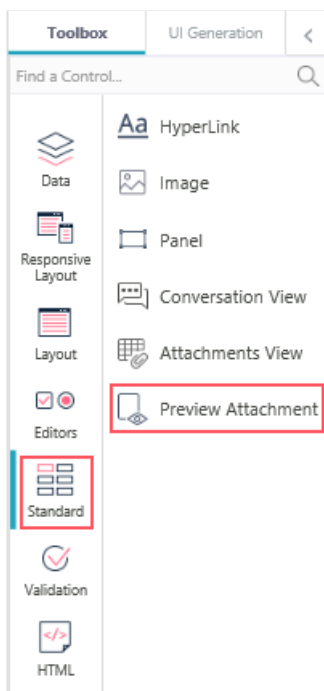 Toolbox
UI Generation
Find a Control...
Data
Responsive
Layout
Layout
Editors
Standard
Validation
</>
HTML
Aa HyperLink
Image
Panel
Conversation View
Attachments View
Preview Attachment